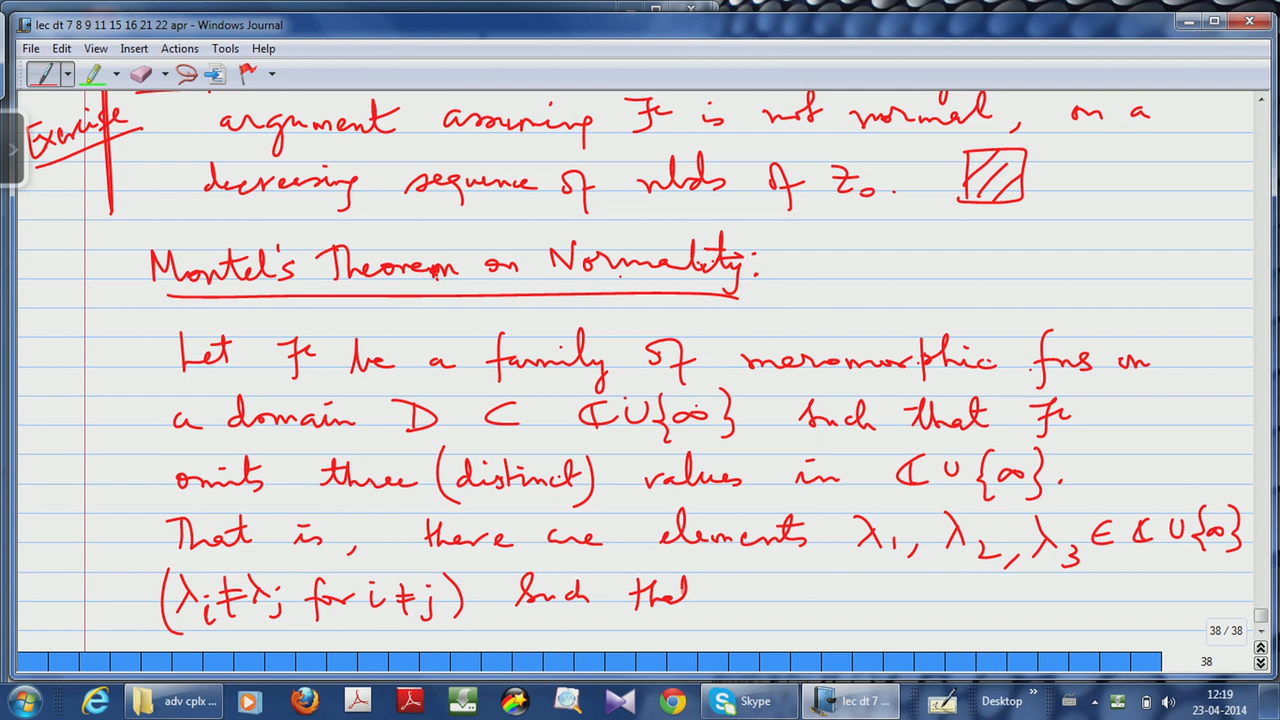 lec dt 7 8 9 11 15 16 21 22 apr - Windows Journal
File Edit View Insert Actions Tools Help
Exercise
argument assuming ℱ is not normal, on a
decreasing sequence of nbds of z₀.
Montel's Theorem on Normality:
Let ℱ be a family of meromorphic fns on
a domain D ⊂ ℂ∪{∞} such that ℱ
omits three (distinct) values in ℂ∪{∞}.
That is, there are elements λ₁, λ₂, λ₃ ∈ ℂ∪{∞}
(λᵢ≠λⱼ for i≠j) such that
38 / 38
38
adv cplx ...
Skype
lec dt 7 ...
Desktop
12:19
23-04-2014